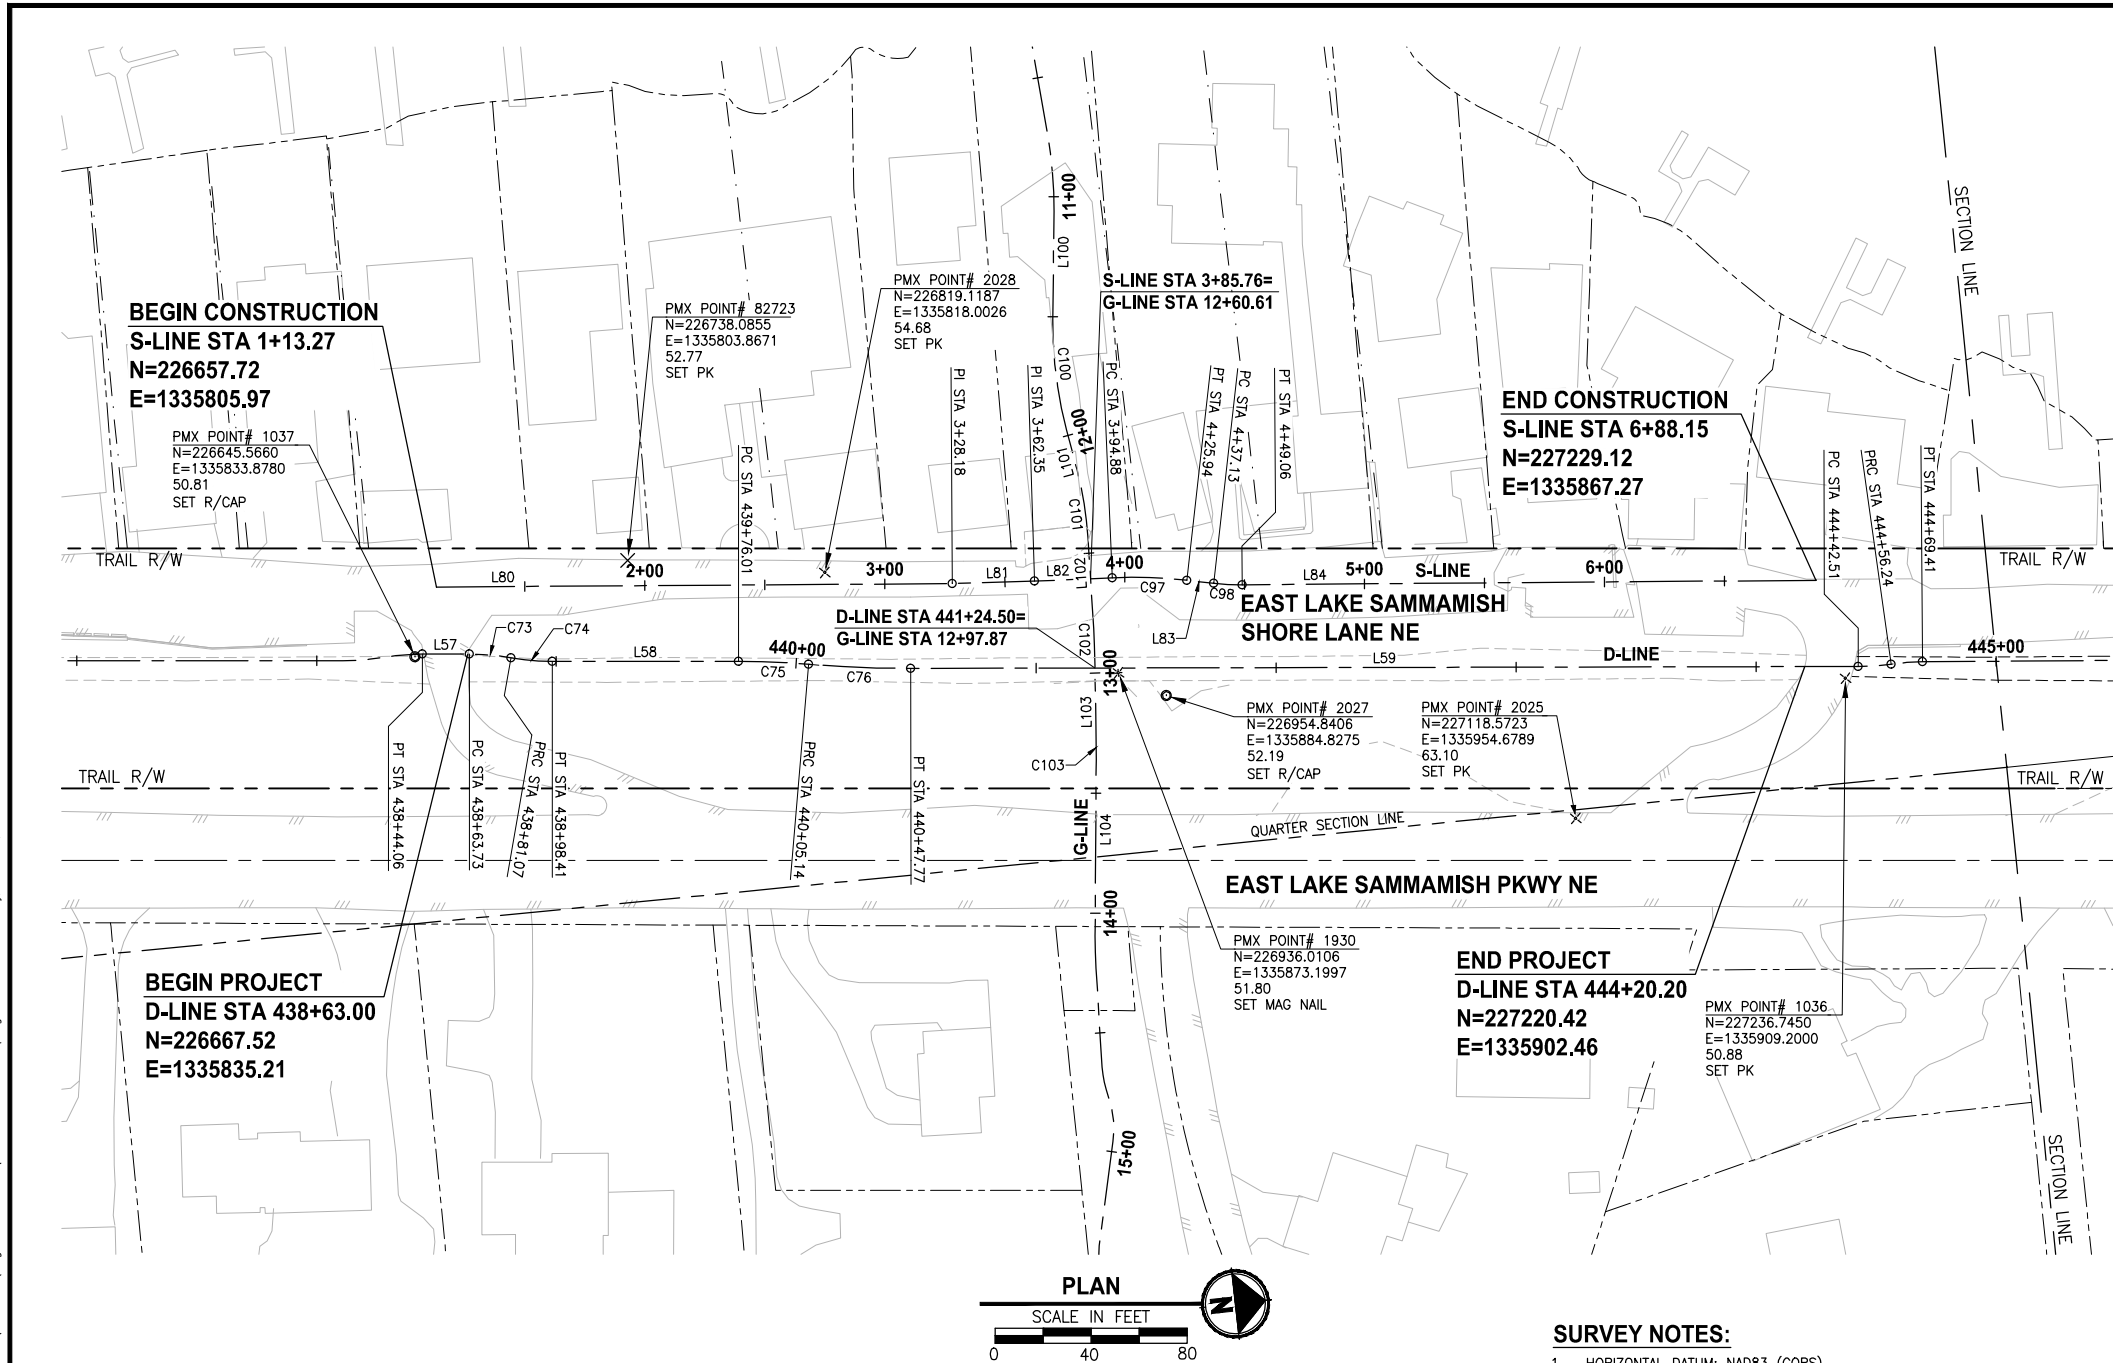 BEGIN CONSTRUCTION
S-LINE STA 1+13.27
N=226657.72
E=1335805.97
PMX POINT# 1037
N=226645.5660
E=1335833.8780
50.81
SET R/CAP
PMX POINT# 82723
N=226738.0855
E=1335803.8671
52.77
SET PK
PMX POINT# 2028
N=226819.1187
E=1335818.0026
54.68
SET PK
S-LINE STA 3+85.76=
G-LINE STA 12+60.61
11+00
L100
C100
12+00
L101
C101
L102
C102
13+00
L103
C103
G-LINE
L104
14+00
15+00
PC STA 439+76.01
PI STA 3+28.18
PI STA 3+62.35
PC STA 3+94.88
PT STA 4+25.94
PC STA 4+37.13
PT STA 4+49.06
END CONSTRUCTION
S-LINE STA 6+88.15
N=227229.12
E=1335867.27
PC STA 444+42.51
PRC STA 444+56.24
PT STA 444+69.41
SECTION LINE
TRAIL R/W
TRAIL R/W
L80
2+00
3+00
L81
L82
4+00
C97
L83
C98
L84
5+00
S-LINE
6+00
EAST LAKE SAMMAMISH
SHORE LANE NE
D-LINE STA 441+24.50=
G-LINE STA 12+97.87
L57
C73
C74
L58
440+00
C75
C76
L59
D-LINE
445+00
PT STA 438+44.06
PC STA 438+63.73
PRC STA 438+81.07
PT STA 438+98.41
PRC STA 440+05.14
PT STA 440+47.77
PMX POINT# 2027
N=226954.8406
E=1335884.8275
52.19
SET R/CAP
PMX POINT# 2025
N=227118.5723
E=1335954.6789
63.10
SET PK
TRAIL R/W
TRAIL R/W
QUARTER SECTION LINE
EAST LAKE SAMMAMISH PKWY NE
BEGIN PROJECT
D-LINE STA 438+63.00
N=226667.52
E=1335835.21
PMX POINT# 1930
N=226936.0106
E=1335873.1997
51.80
SET MAG NAIL
END PROJECT
D-LINE STA 444+20.20
N=227220.42
E=1335902.46
PMX POINT# 1036
N=227236.7450
E=1335909.2000
50.88
SET PK
SECTION LINE
PLAN
SCALE IN FEET
0 40 80
N
SURVEY NOTES:
1. HORIZONTAL DATUM: NAD83 (CORS)